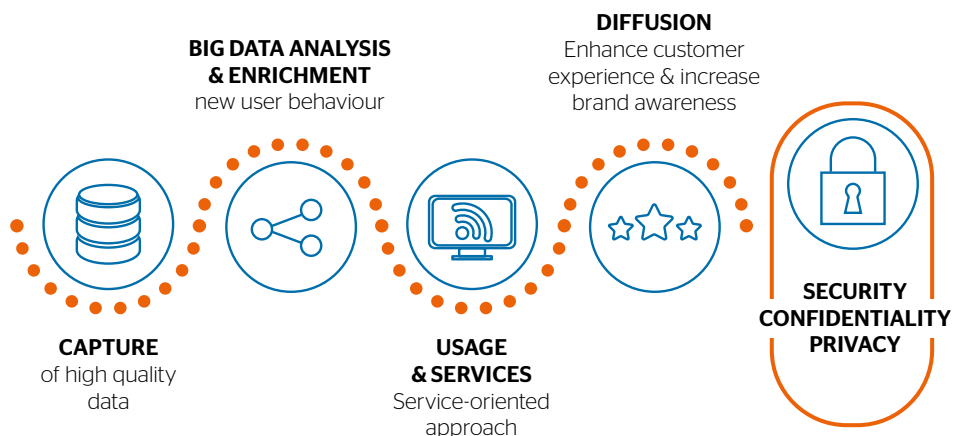 CAPTURE
of high quality
data
BIG DATA ANALYSIS
& ENRICHMENT
new user behaviour
USAGE
& SERVICES
Service-oriented
approach
DIFFUSION
Enhance customer
experience & increase
brand awareness
SECURITY
CONFIDENTIALITY
PRIVACY